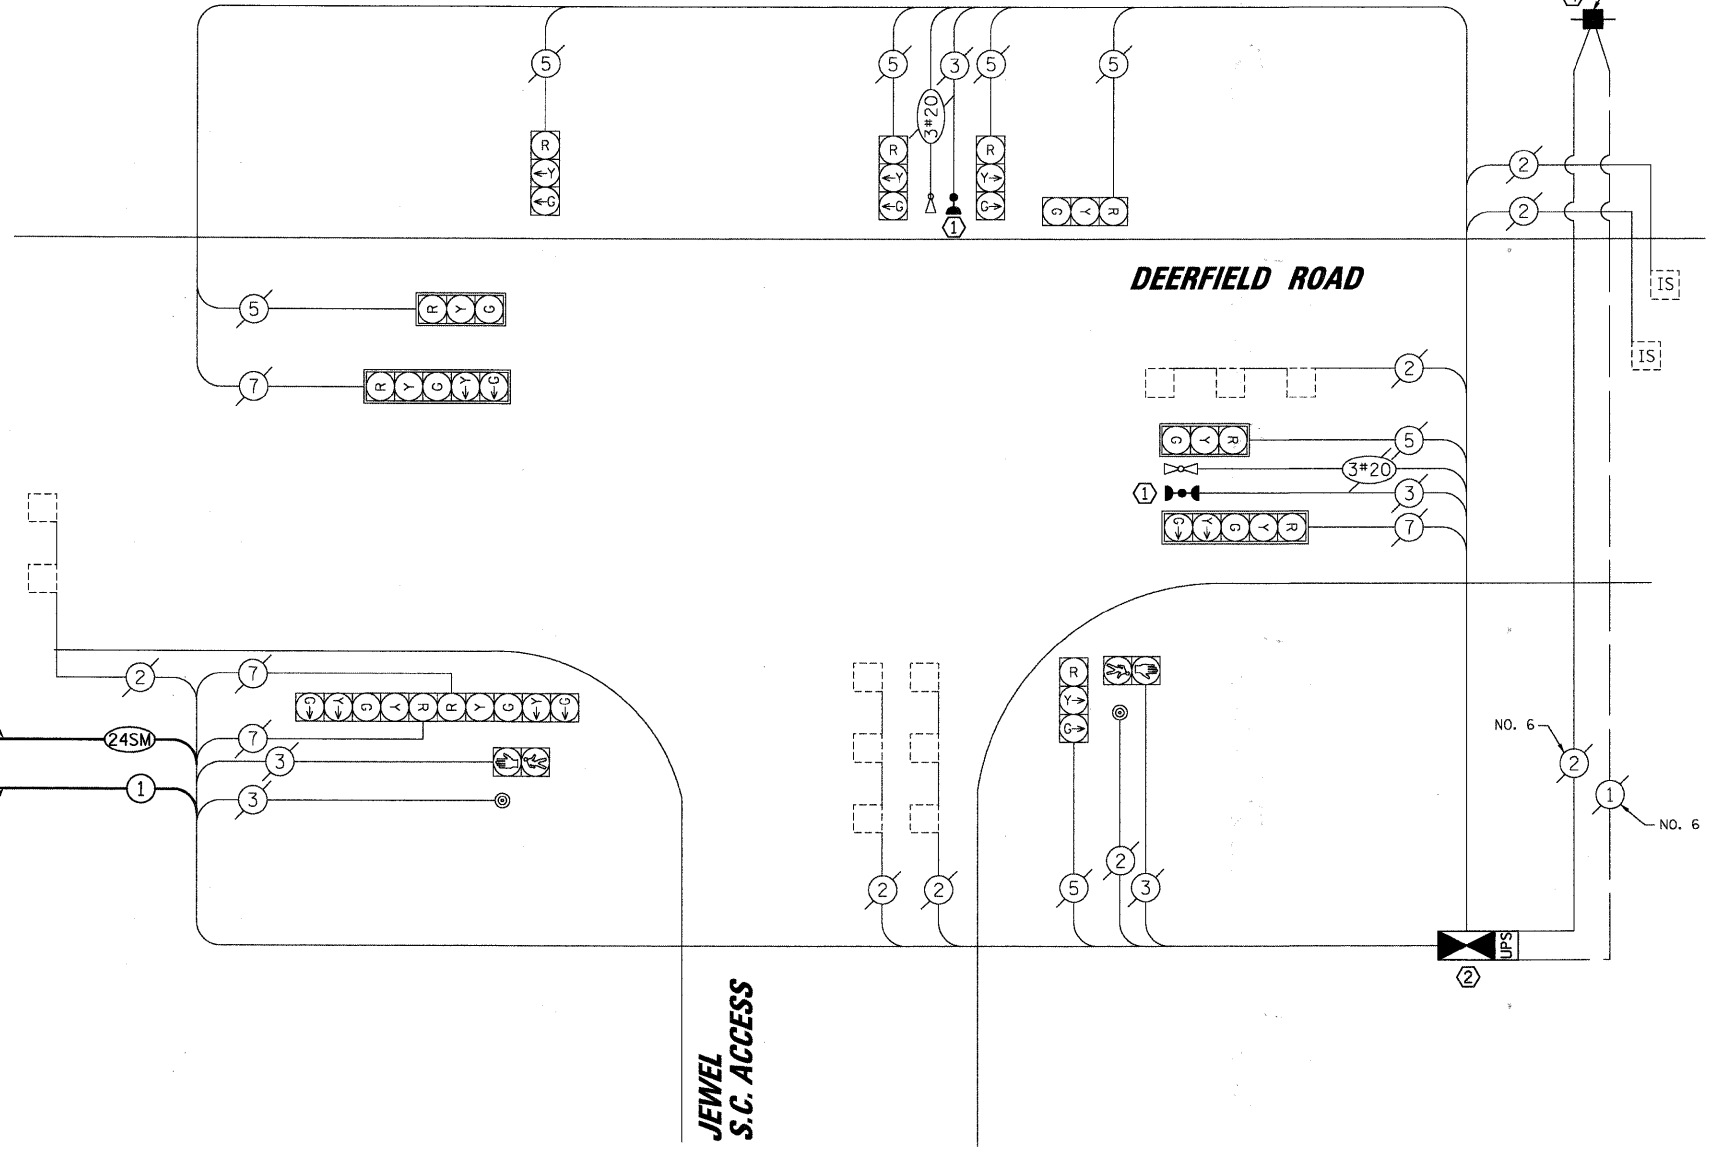 5
5
3
5
5
3#20
R
←Y
←G
R
←Y
←G
R
Y→
G→
G Y R
1
2
2
DEERFIELD ROAD
IS
IS
5
R Y G
7
R Y G ←Y ←G
2
G Y R
5
3#20
1
3
←G ←Y G Y R
7
2
7
←G ←Y G Y R R Y G ←Y ←G
24SM
7
3
1
3
R
Y→
G→
NO. 6
2
1
NO. 6
2
2
5
2
3
UPS
2
JEWEL
S.C. ACCESS